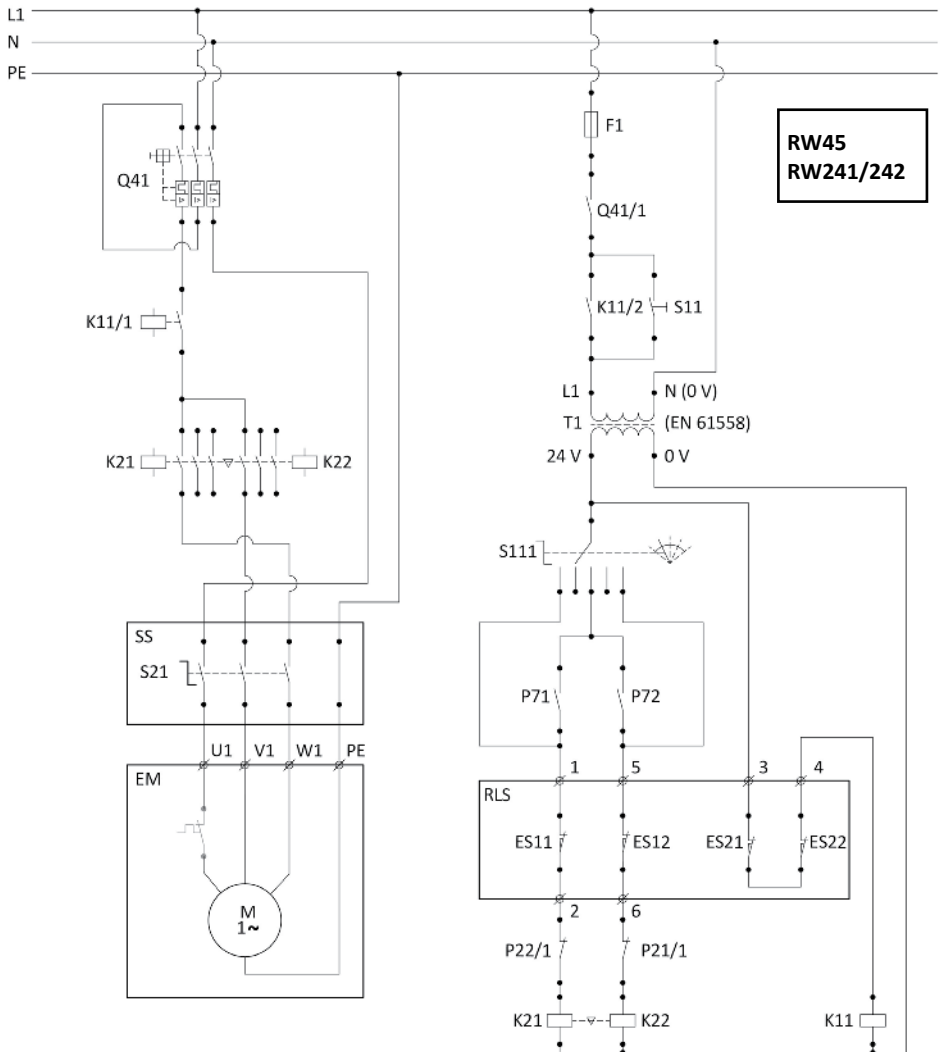 L1
N
PE
F1
RW45
RW241/242
Q41
Q41/1
K11/1
K11/2
S11
L1
N (0 V)
T1
(EN 61558)
K21
K22
24 V
0 V
S111
SS
S21
P71
P72
U1
V1
W1
PE
1
5
3
4
EM
RLS
ES11
ES12
ES21
ES22
M
1~
2
6
P22/1
P21/1
K21
K22
K11